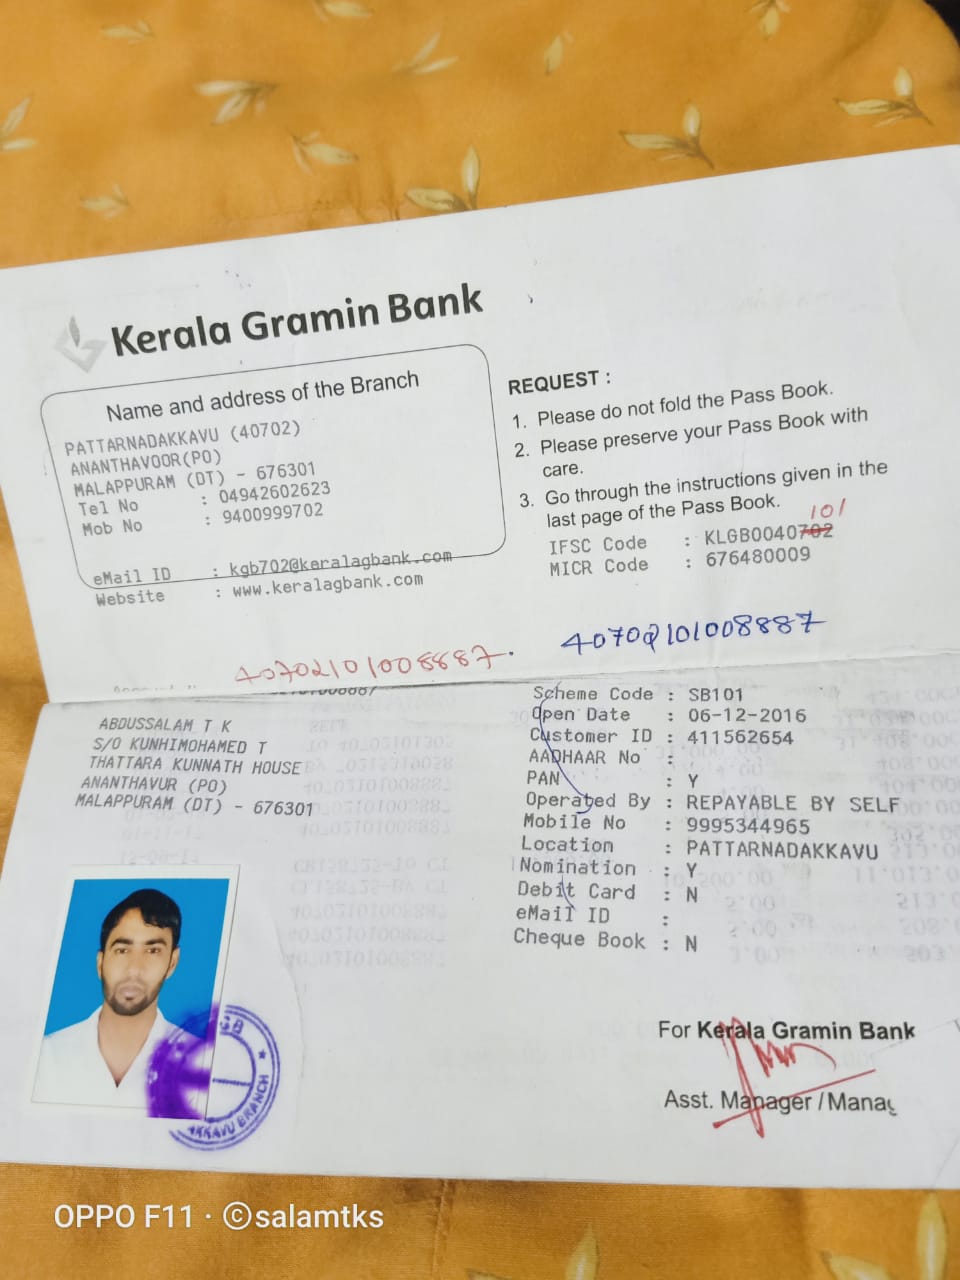 Kerala Gramin Bank
Name and address of the Branch
PATTARNADAKKAVU (40702)
ANANTHAVOOR(PO)
MALAPPURAM (DT) - 676301
Tel No : 04942602623
Mob No : 9400999702
eMail ID : kgb702@keralagbank.com
Website : www.keralagbank.com
REQUEST :
1. Please do not fold the Pass Book.
2. Please preserve your Pass Book with
care.
3. Go through the instructions given in the
last page of the Pass Book.
101
IFSC Code : KLGB0040702
MICR Code : 676480009
40702101008887.
40702101008887
ABDUSSALAM T K
S/O KUNHIMOHAMED T
THATTARA KUNNATH HOUSE
ANANTHAVUR (PO)
MALAPPURAM (DT) - 676301
Scheme Code : SB101
Open Date : 06-12-2016
Customer ID : 411562654
AADHAAR No :
PAN : Y
Operated By : REPAYABLE BY SELF
Mobile No : 9995344965
Location : PATTARNADAKKAVU
Nomination : Y
Debit Card : N
eMail ID :
Cheque Book : N
For Kerala Gramin Bank
Asst. Manager / Manag
KKAVU BRANCH
OPPO F11 · ©salamtks